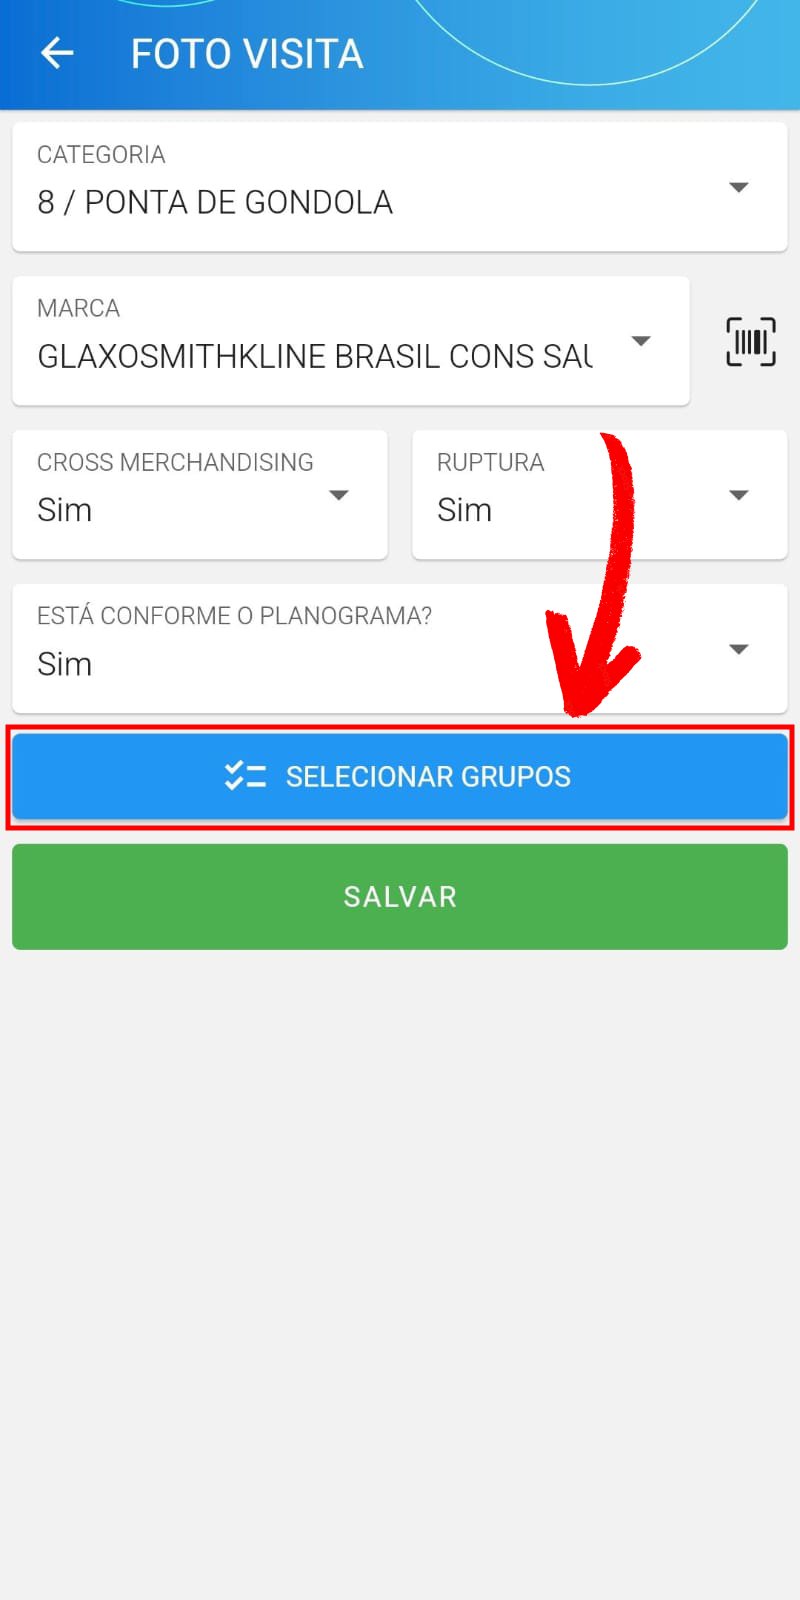 FOTO VISITA
CATEGORIA
8 / PONTA DE GONDOLA
MARCA
GLAXOSMITHKLINE BRASIL CONS SAU
CROSS MERCHANDISING
Sim
RUPTURA
Sim
ESTÁ CONFORME O PLANOGRAMA?
Sim
SELECIONAR GRUPOS
SALVAR